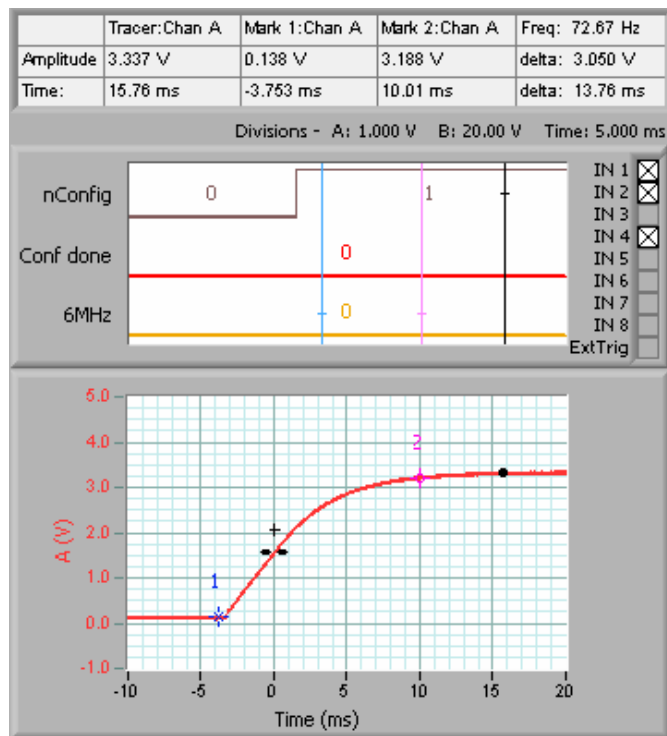 Tracer:Chan A Mark 1:Chan A Mark 2:Chan A Freq: 72.67 Hz
Amplitude 3.337 V 0.138 V 3.188 V delta: 3.050 V
Time: 15.76 ms -3.753 ms 10.01 ms delta: 13.76 ms
Divisions - A: 1.000 V B: 20.00 V Time: 5.000 ms
nConfig 0 1
Conf done 0
6MHz 0
IN 1
IN 2
IN 3
IN 4
IN 5
IN 6
IN 7
IN 8
ExtTrig
5.0
4.0
3.0
2.0
1.0
0.0
-1.0
A (V)
1
2
-10 -5 0 5 10 15 20
Time (ms)